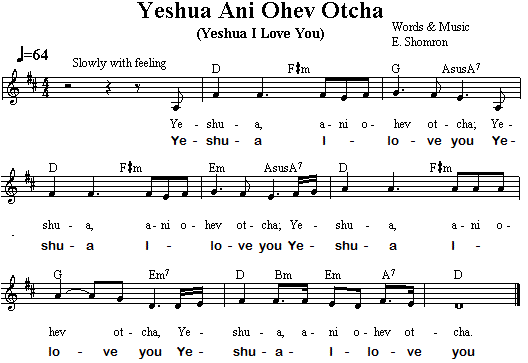 Yeshua Ani Ohev Otcha
(Yeshua I Love You)
Words & Music
E. Shomron
♩=64
Slowly with feeling
D F#m G AsusA7
Ye- shu - a, a - ni o - hev ot - cha; Ye-
Ye - shu - a I - lo - ve you Ye -
D F#m Em AsusA7 D F#m
shu - a, a - ni o - hev ot - cha; Ye - shu - a, a - ni o -
shu - a I - lo - ve you Ye - shu - a I -
G Em7 D Bm Em A7 D
hev ot - cha, Ye - shu - a, a - ni o - hev ot - cha.
lo - ve you Ye - shu - a - I lo - ve you